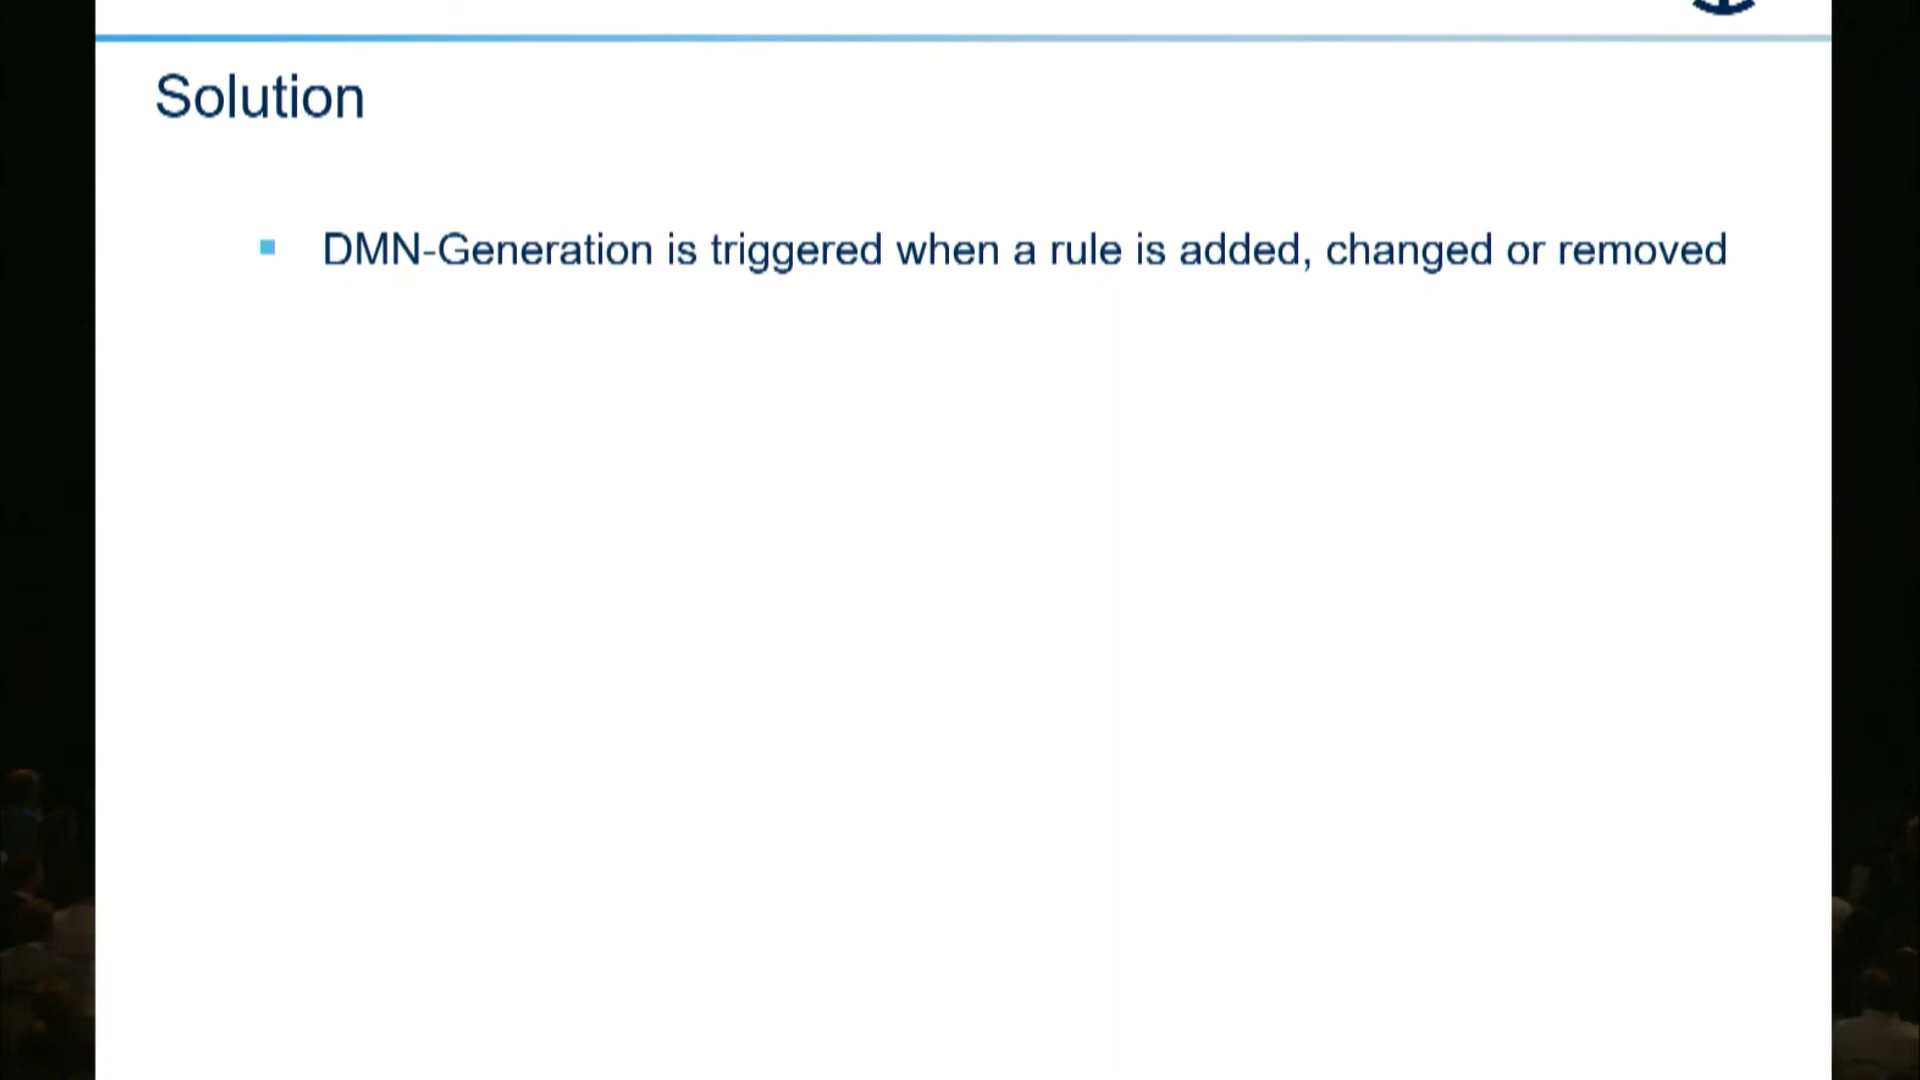 Solution
DMN-Generation is triggered when a rule is added, changed or removed